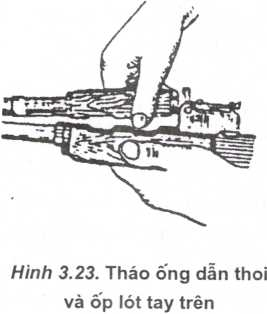 Hình 3.23. Tháo ống dẫn thoi
và ốp lót tay trên